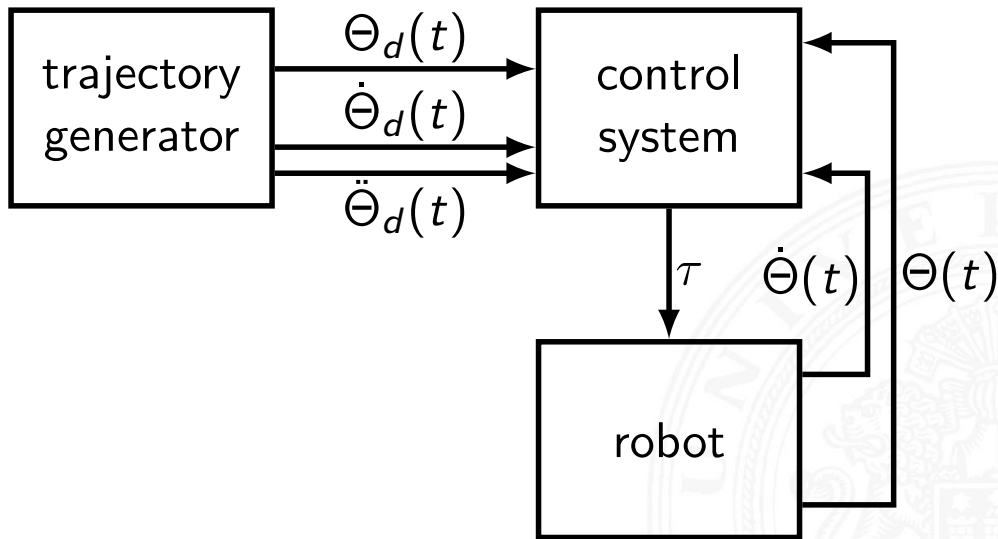 trajectory
generator
Θ_d(t)
Θ̇_d(t)
Θ̈_d(t)
control
system
τ
Θ̇(t)
Θ(t)
robot